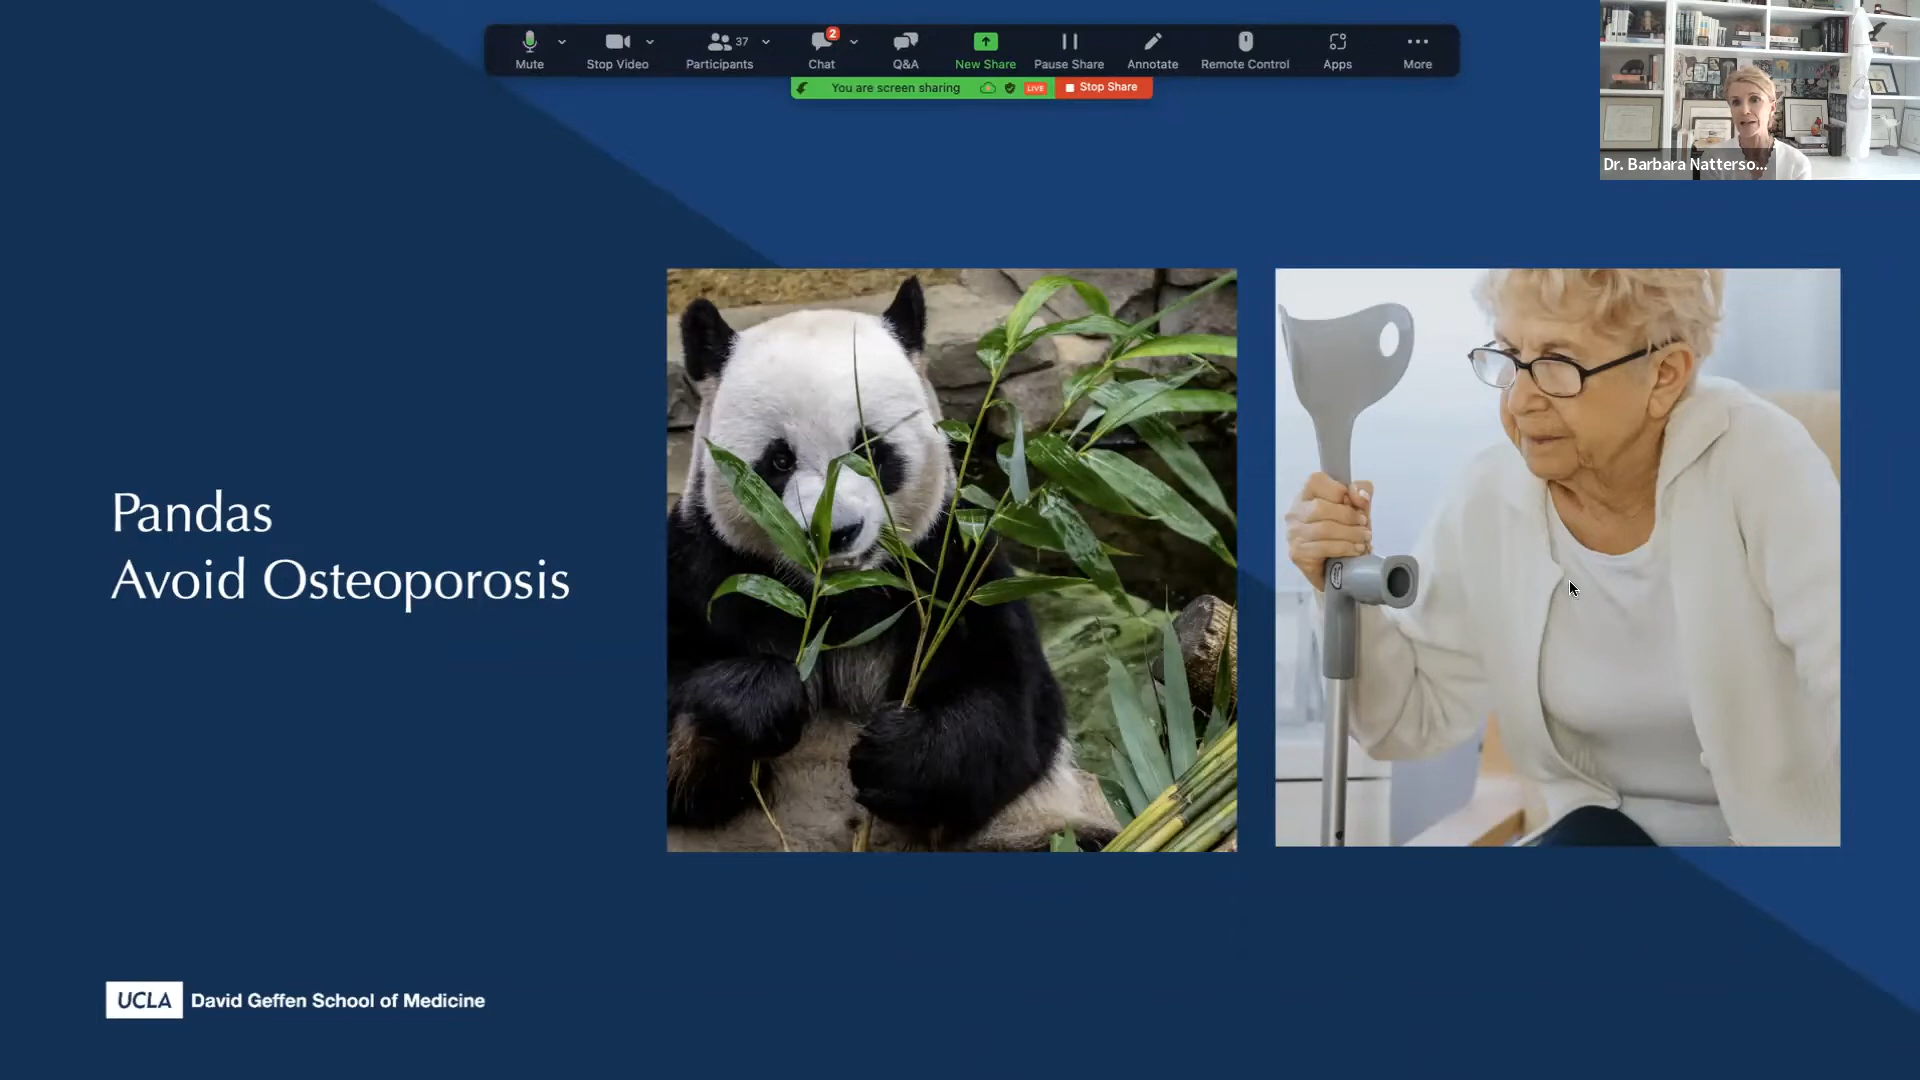 37
2
Mute
Stop Video
Participants
Chat
Q&A
New Share
Pause Share
Annotate
Remote Control
Apps
More
You are screen sharing
LIVE
Stop Share
Dr. Barbara Natterso...
Pandas
Avoid Osteoporosis
UCLA David Geffen School of Medicine